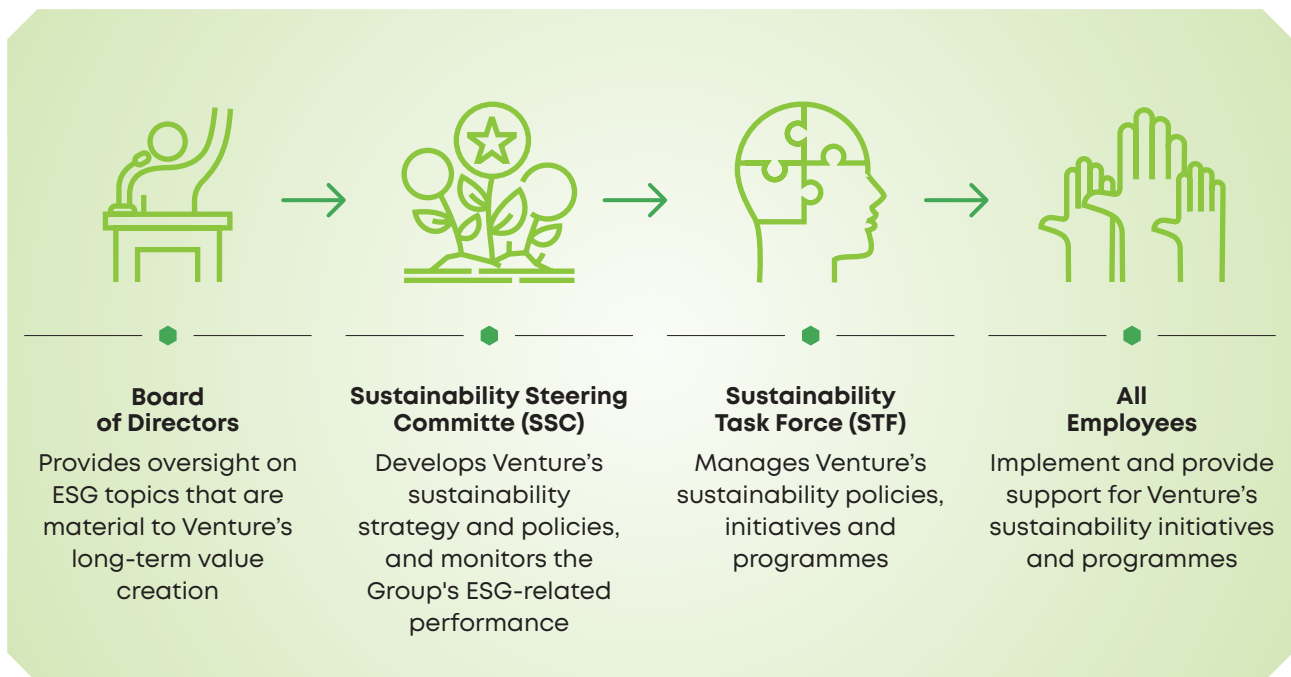 Board
of Directors
Provides oversight on
ESG topics that are
material to Venture’s
long-term value
creation
Sustainability Steering
Committe (SSC)
Develops Venture’s
sustainability
strategy and policies,
and monitors the
Group's ESG-related
performance
Sustainability
Task Force (STF)
Manages Venture’s
sustainability policies,
initiatives and
programmes
All
Employees
Implement and provide
support for Venture’s
sustainability initiatives
and programmes